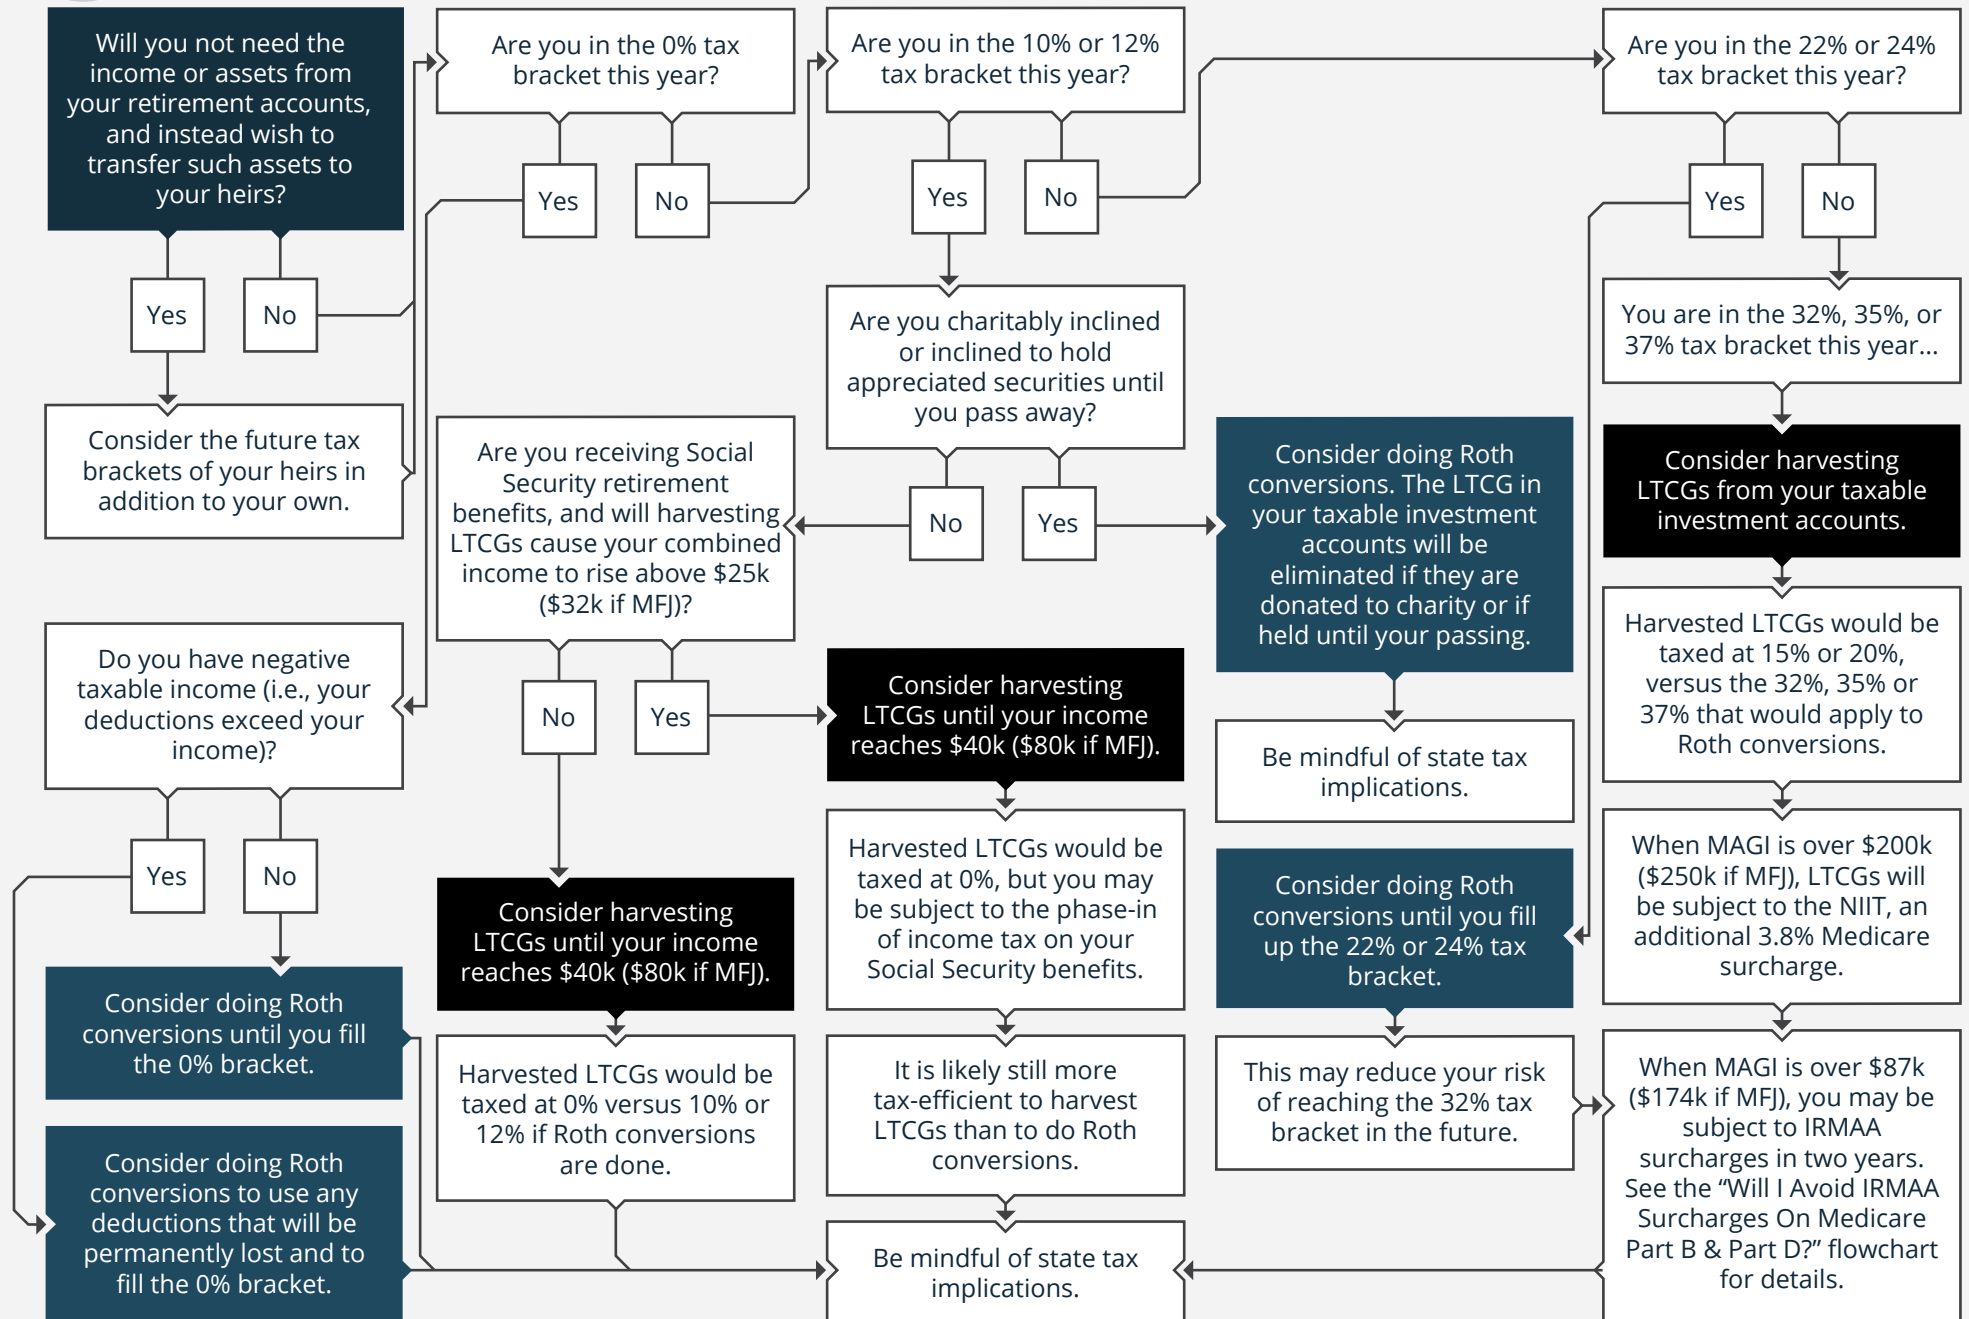 Will you not need the
income or assets from
your retirement accounts,
and instead wish to
transfer such assets to
your heirs?
Yes
No
Consider the future tax
brackets of your heirs in
addition to your own.
Are you in the 0% tax
bracket this year?
Yes
No
Do you have negative
taxable income (i.e., your
deductions exceed your
income)?
Yes
No
Consider doing Roth
conversions until you fill
the 0% bracket.
Consider doing Roth
conversions to use any
deductions that will be
permanently lost and to
fill the 0% bracket.
Are you in the 10% or 12%
tax bracket this year?
Yes
No
Are you charitably inclined
or inclined to hold
appreciated securities until
you pass away?
No
Yes
Are you receiving Social
Security retirement
benefits, and will harvesting
LTCGs cause your combined
income to rise above $25k
($32k if MFJ)?
No
Yes
Consider harvesting
LTCGs until your income
reaches $40k ($80k if MFJ).
Harvested LTCGs would be
taxed at 0% versus 10% or
12% if Roth conversions
are done.
Consider harvesting
LTCGs until your income
reaches $40k ($80k if MFJ).
Harvested LTCGs would be
taxed at 0%, but you may
be subject to the phase-in
of income tax on your
Social Security benefits.
It is likely still more
tax-efficient to harvest
LTCGs than to do Roth
conversions.
Be mindful of state tax
implications.
Consider doing Roth
conversions. The LTCG in
your taxable investment
accounts will be
eliminated if they are
donated to charity or if
held until your passing.
Be mindful of state tax
implications.
Are you in the 22% or 24%
tax bracket this year?
Yes
No
Consider doing Roth
conversions until you fill
up the 22% or 24% tax
bracket.
This may reduce your risk
of reaching the 32% tax
bracket in the future.
You are in the 32%, 35%, or
37% tax bracket this year...
Consider harvesting
LTCGs from your taxable
investment accounts.
Harvested LTCGs would be
taxed at 15% or 20%,
versus the 32%, 35% or
37% that would apply to
Roth conversions.
When MAGI is over $200k
($250k if MFJ), LTCGs will
be subject to the NIIT, an
additional 3.8% Medicare
surcharge.
When MAGI is over $87k
($174k if MFJ), you may be
subject to IRMAA
surcharges in two years.
See the “Will I Avoid IRMAA
Surcharges On Medicare
Part B & Part D?” flowchart
for details.